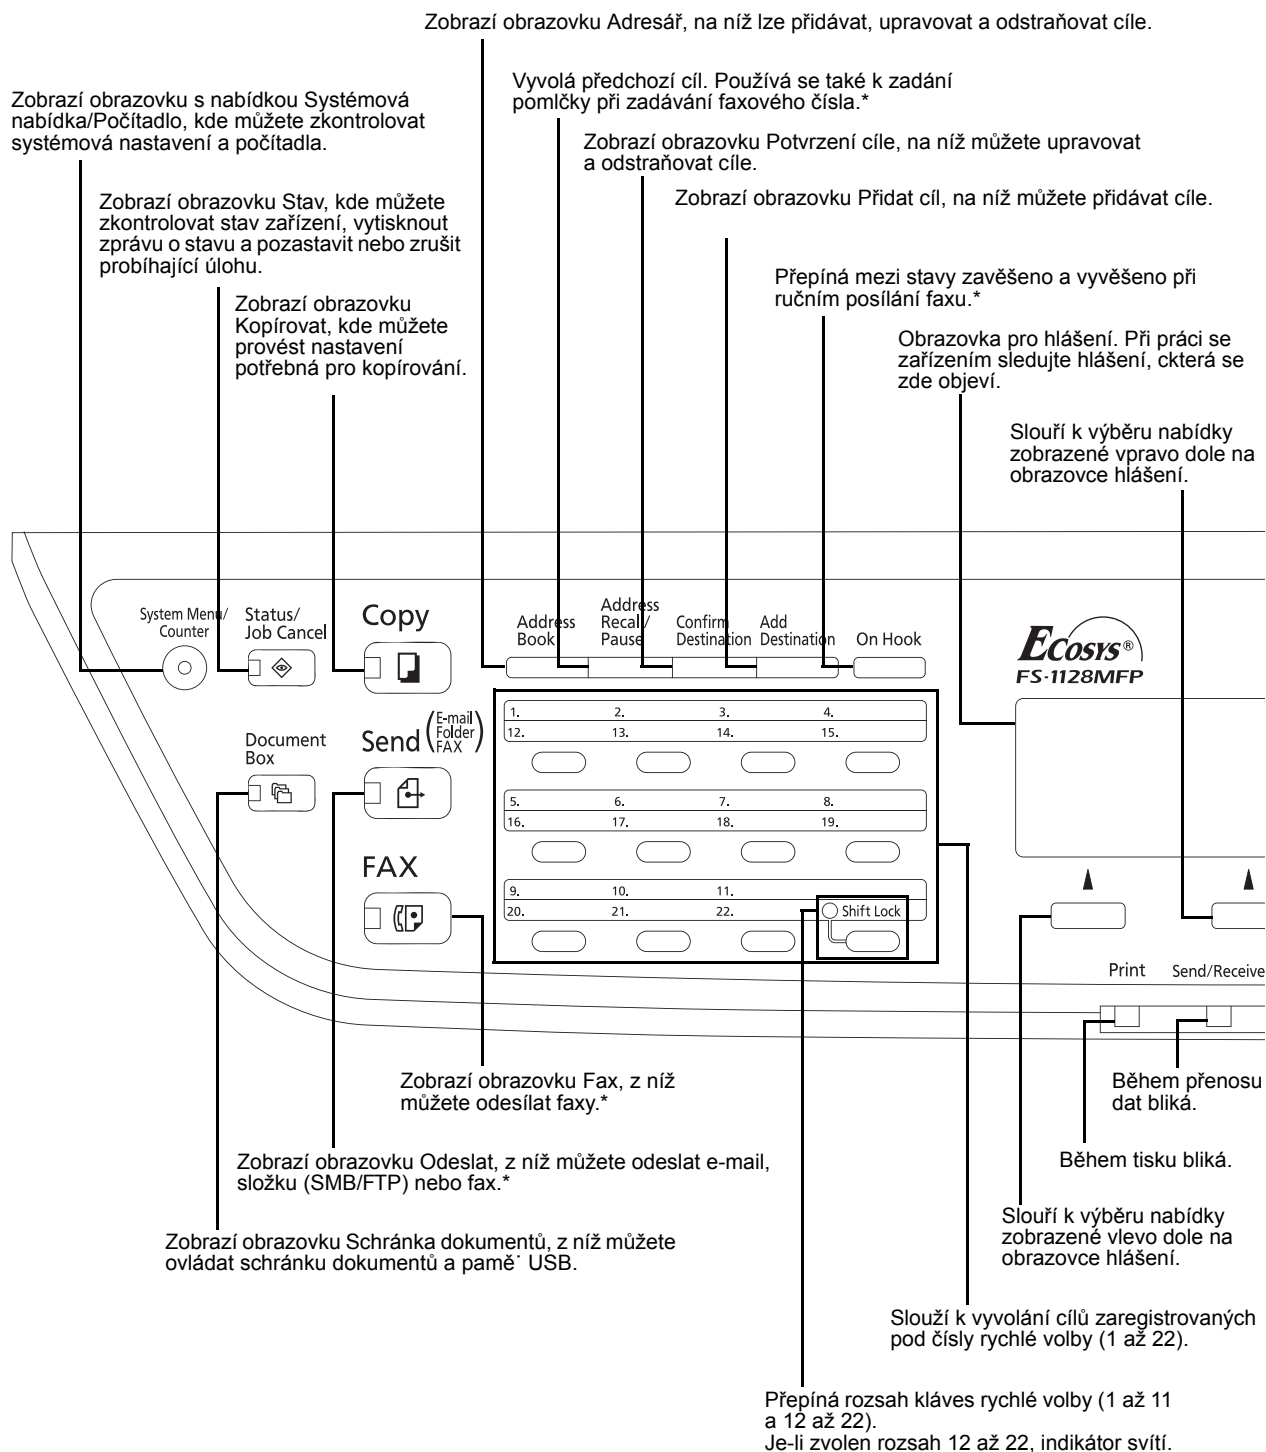 Zobrazí obrazovku Adresář, na níž lze přidávat, upravovat a odstraňovat cíle.
Vyvolá předchozí cíl. Používá se také k zadání
pomlčky při zadávání faxového čísla.*
Zobrazí obrazovku s nabídkou Systémová
nabídka/Počítadlo, kde můžete zkontrolovat
systémová nastavení a počítadla.
Zobrazí obrazovku Potvrzení cíle, na níž můžete upravovat
a odstraňovat cíle.
Zobrazí obrazovku Stav, kde můžete
zkontrolovat stav zařízení, vytisknout
zprávu o stavu a pozastavit nebo zrušit
probíhající úlohu.
Zobrazí obrazovku Přidat cíl, na níž můžete přidávat cíle.
Přepíná mezi stavy zavěšeno a vyvěšeno při
ručním posílání faxu.*
Zobrazí obrazovku
Kopírovat, kde můžete
provést nastavení
potřebná pro kopírování.
Obrazovka pro hlášení. Při práci se
zařízením sledujte hlášení, ckterá se
zde objeví.
Slouří k výběru nabídky
zobrazené vpravo dole na
obrazovce hlášení.
System Menu/
Counter
Status/
Job Cancel
Copy
Address
Book
Address
Recall/
Pause
Confirm
Destination
Add
Destination
On Hook
Ecosys®
FS-1128MFP
Document
Box
Send (E-mail
Folder
FAX)
FAX
1. 2. 3. 4.
12. 13. 14. 15.
5. 6. 7. 8.
16. 17. 18. 19.
9. 10. 11.
20. 21. 22. Shift Lock
Print Send/Receive
Zobrazí obrazovku Fax, z níž
můžete odesílat faxy.*
Během přenosu
dat bliká.
Zobrazí obrazovku Odeslat, z níž můžete odeslat e-mail,
složku (SMB/FTP) nebo fax.*
Během tisku bliká.
Zobrazí obrazovku Schránka dokumentů, z níž můžete
ovládat schránku dokumentů a pamě˙ USB.
Slouří k výběru nabídky
zobrazené vlevo dole na
obrazovce hlášení.
Slouží k vyvolání cílů zaregistrovaných
pod čísly rychlé volby (1 až 22).
Přepíná rozsah kláves rychlé volby (1 až 11
a 12 až 22).
Je-li zvolen rozsah 12 až 22, indikátor svítí.